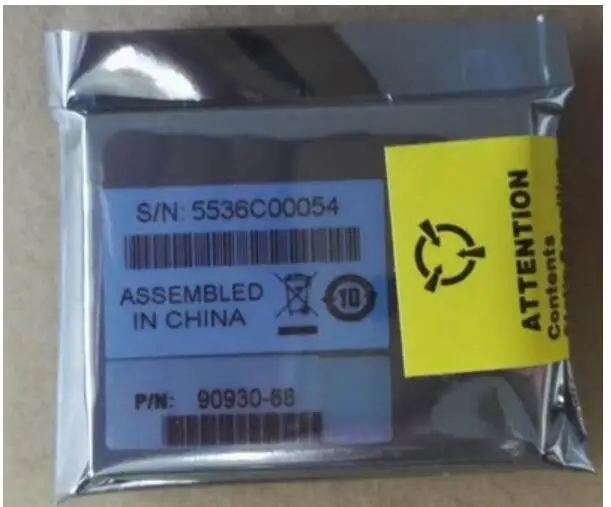 S/N: 5536C00054
ASSEMBLED
IN CHINA
10
P/N: 90930-88
ATTENTION
Contents